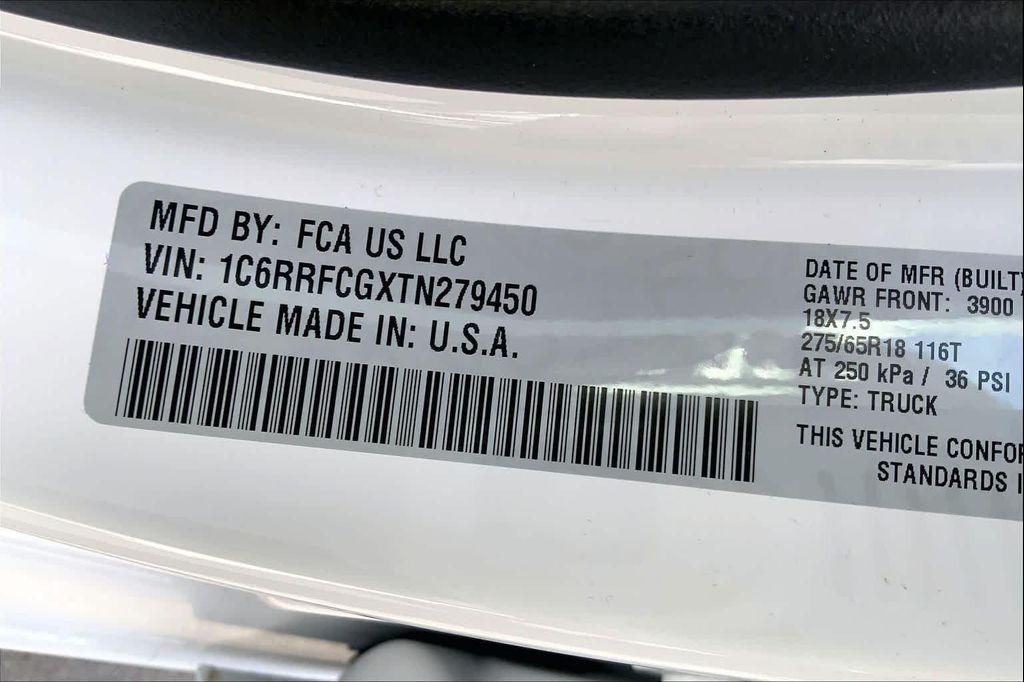 MFD BY: FCA US LLC
VIN: 1C6RRFCGXTN279450
VEHICLE MADE IN: U.S.A.
DATE OF MFR (BUILT)
GAWR FRONT: 3900
18X7.5
275/65R18 116T
AT 250 kPa / 36 PSI
TYPE: TRUCK
THIS VEHICLE CONFOR
STANDARDS I